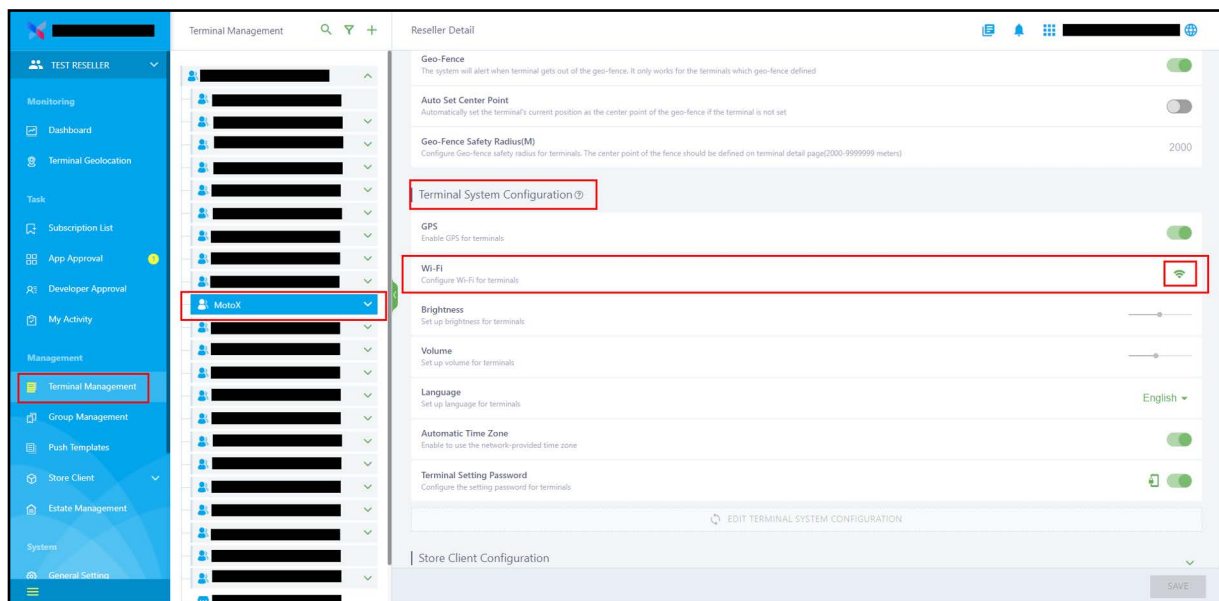 Terminal Management
Reseller Detail
TEST RESELLER
Monitoring
Dashboard
Terminal Geolocation
Task
Subscription List
App Approval
1
Developer Approval
My Activity
Management
Terminal Management
Group Management
Push Templates
Store Client
Estate Management
System
General Setting
MotoX
Geo-Fence
The system will alert when terminal gets out of the geo-fence. It only works for the terminals which geo-fence defined
Auto Set Center Point
Automatically set the terminal's current position as the center point of the geo-fence if the terminal is not set
Geo-Fence Safety Radius(M)
Configure Geo-fence safety radius for terminals. The center point of the fence should be defined on terminal detail page(2000-9999999 meters)
2000
Terminal System Configuration
GPS
Enable GPS for terminals
Wi-Fi
Configure Wi-Fi for terminals
Brightness
Set up brightness for terminals
Volume
Set up volume for terminals
Language
Set up language for terminals
English
Automatic Time Zone
Enable to use the network-provided time zone
Terminal Setting Password
Configure the setting password for terminals
EDIT TERMINAL SYSTEM CONFIGURATION
Store Client Configuration
SAVE